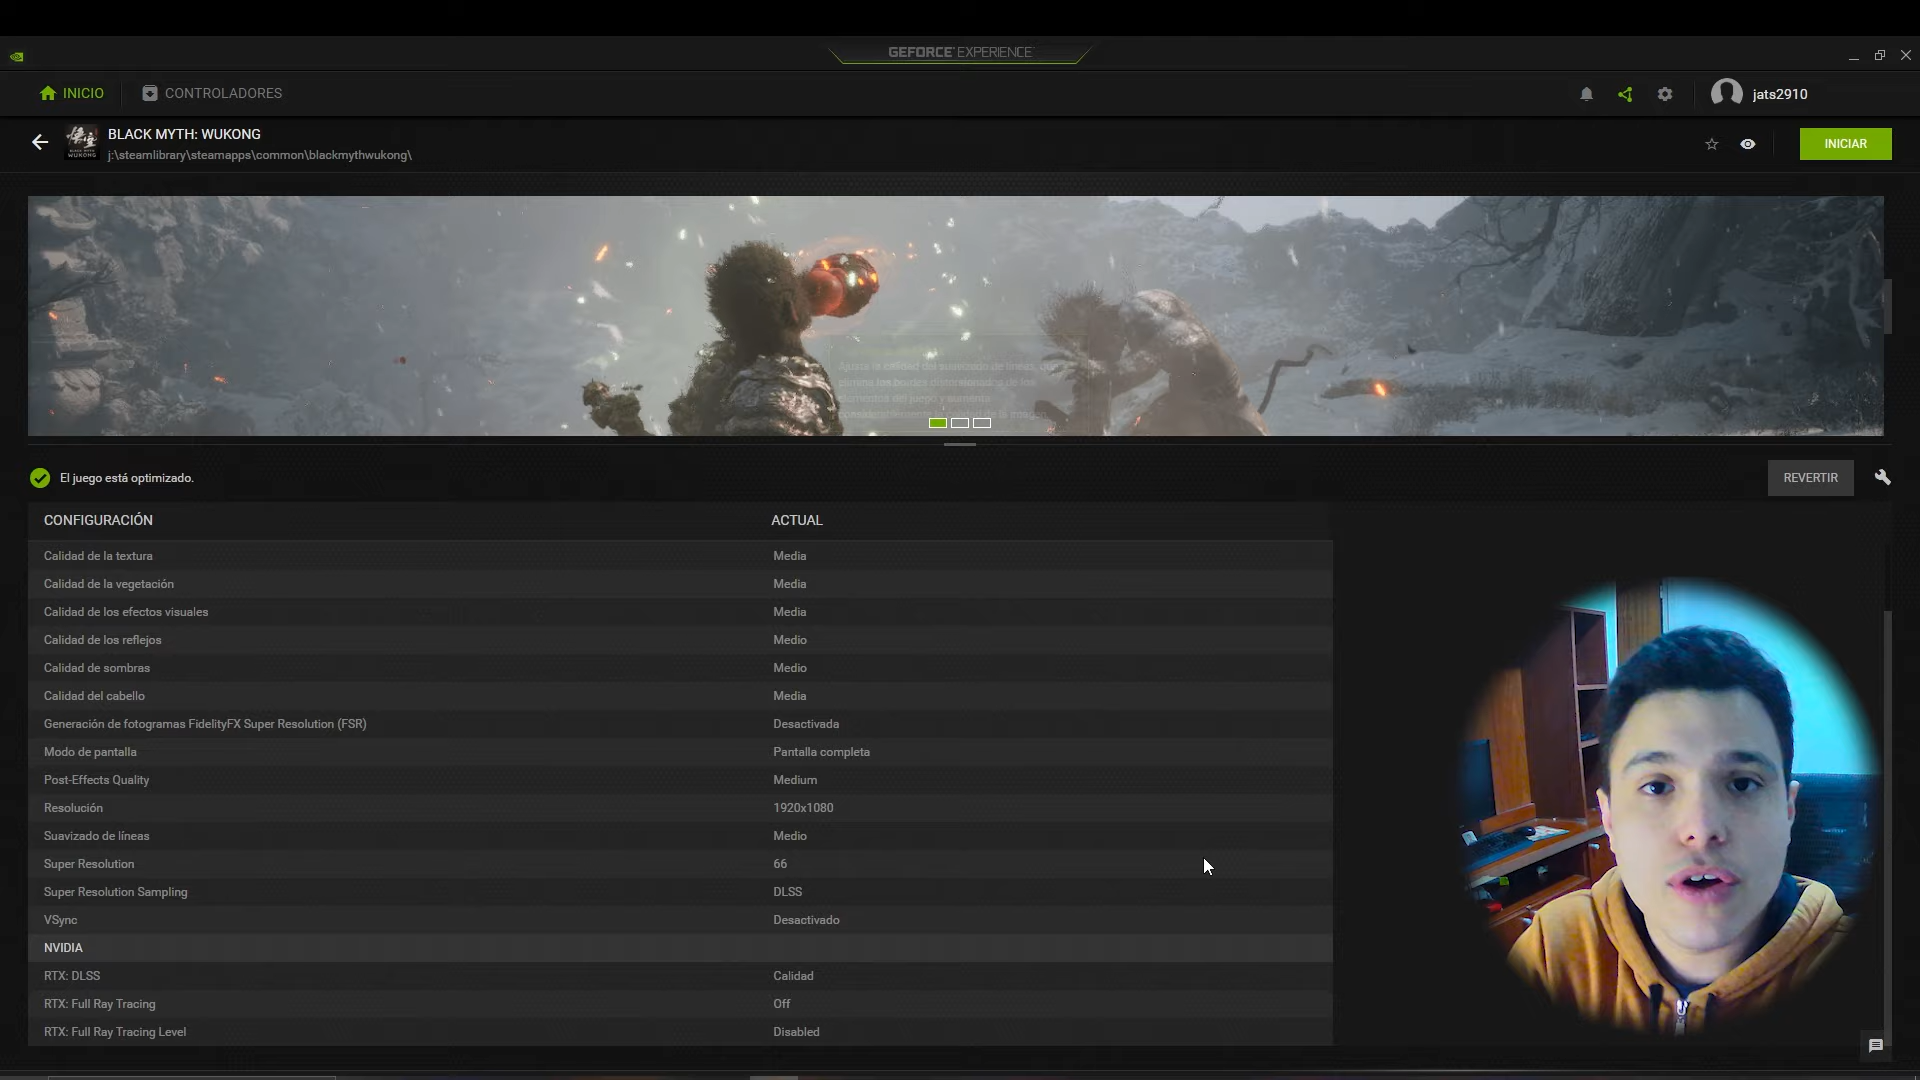 GEFORCE EXPERIENCE
INICIO
CONTROLADORES
jats2910
BLACK MYTH: WUKONG
j:\steamlibrary\steamapps\common\blackmythwukong\
INICIAR
El juego está optimizado.
REVERTIR
CONFIGURACIÓN ACTUAL
Calidad de la textura Media
Calidad de la vegetación Media
Calidad de los efectos visuales Media
Calidad de los reflejos Medio
Calidad de sombras Medio
Calidad del cabello Media
Generación de fotogramas FidelityFX Super Resolution (FSR) Desactivada
Modo de pantalla Pantalla completa
Post-Effects Quality Medium
Resolución 1920x1080
Suavizado de líneas Medio
Super Resolution 66
Super Resolution Sampling DLSS
VSync Desactivado
NVIDIA
RTX: DLSS Calidad
RTX: Full Ray Tracing Off
RTX: Full Ray Tracing Level Disabled